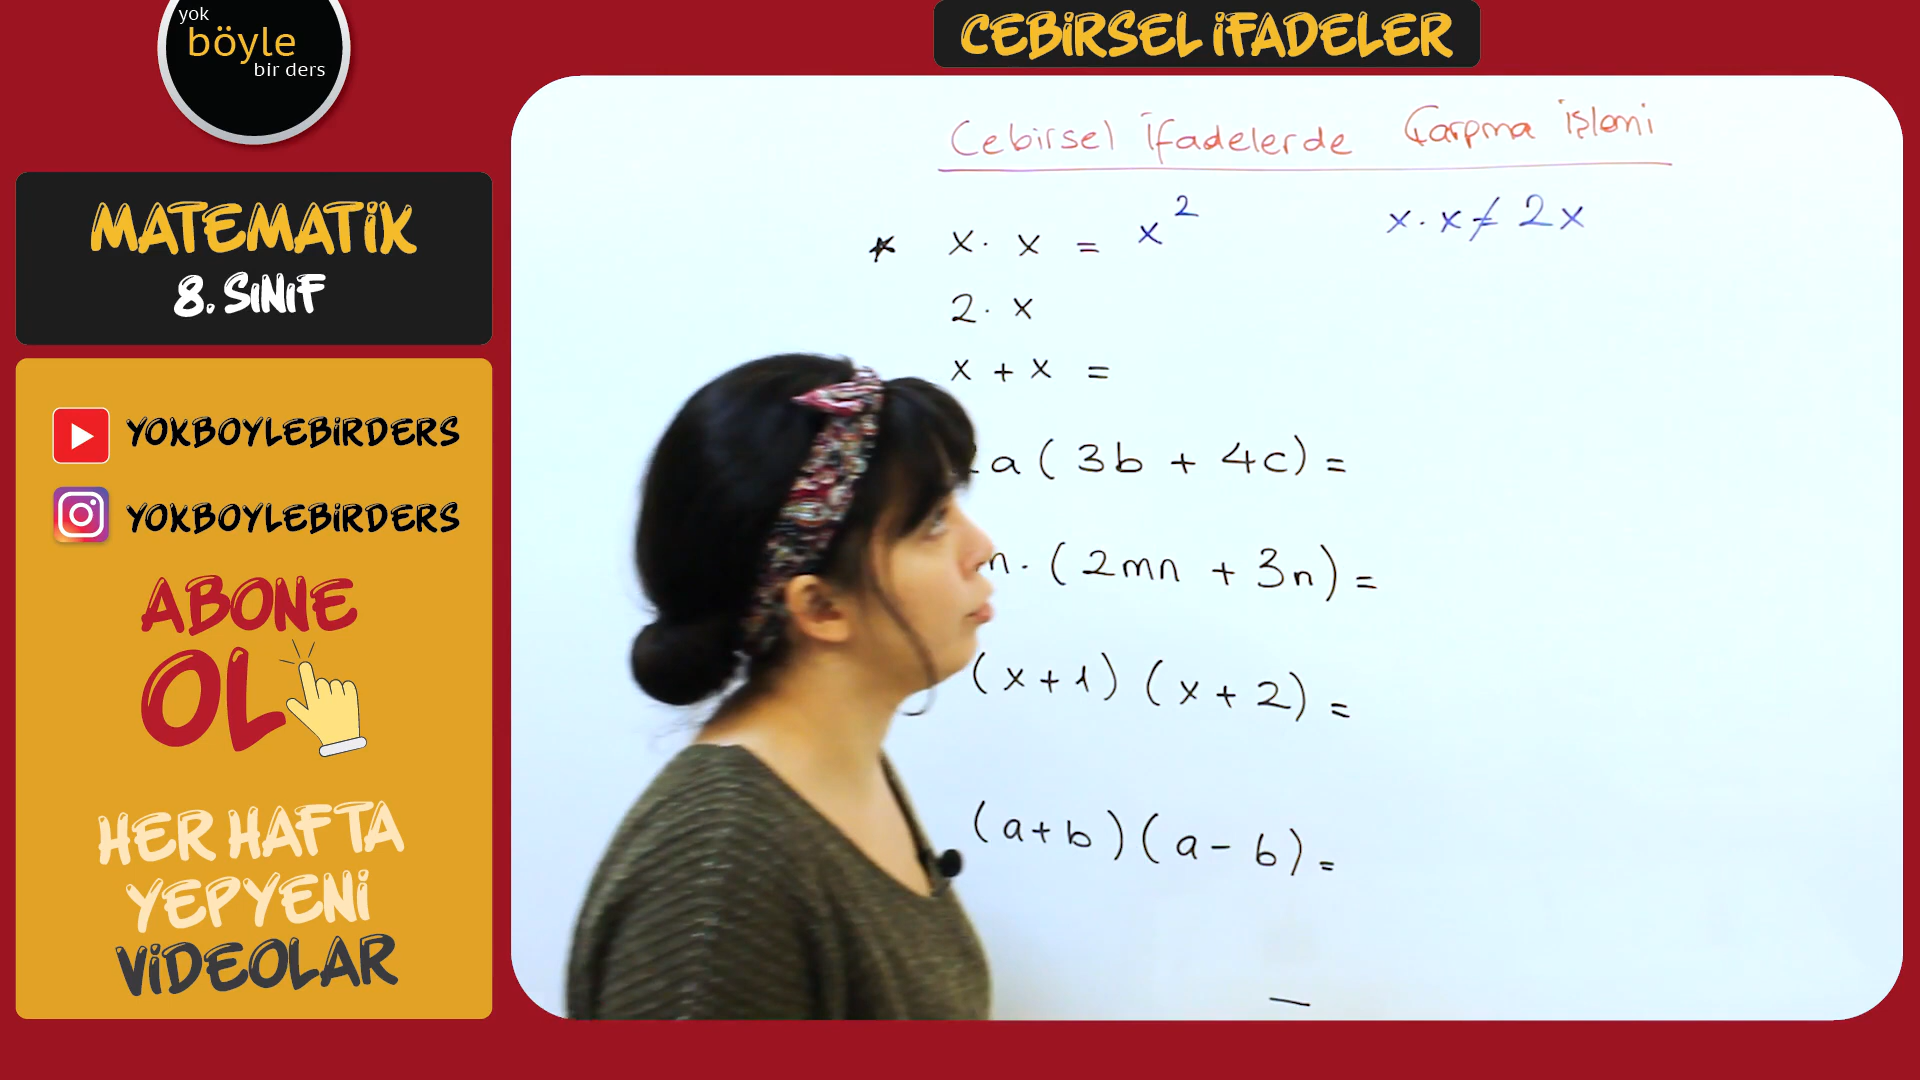 yok
böyle
bir ders
CEBİRSEL İFADELER
MATEMATİK
8. SINIF
YOKBOYLEBİRDERS
YOKBOYLEBİRDERS
ABONE
OL
HER HAFTA
YEPYENİ
VİDEOLAR
Cebirsel İfadelerde Çarpma İşlemi
* x . x = x² x . x ≠ 2x
2 . x
x + x =
a ( 3b + 4c ) =
n . ( 2mn + 3n ) =
( x + 1 ) ( x + 2 ) =
( a + b ) ( a - b ) =